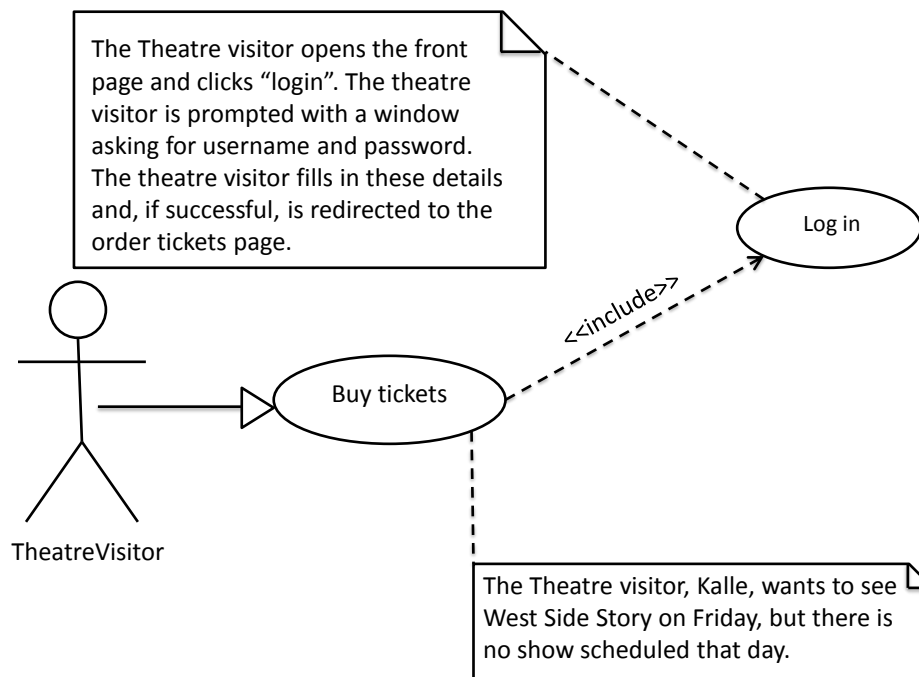 The Theatre visitor opens the front
page and clicks “login”. The theatre
visitor is prompted with a window
asking for username and password.
The theatre visitor fills in these details
and, if successful, is redirected to the
order tickets page.
Log in
<<include>>
Buy tickets
TheatreVisitor
The Theatre visitor, Kalle, wants to see
West Side Story on Friday, but there is
no show scheduled that day.